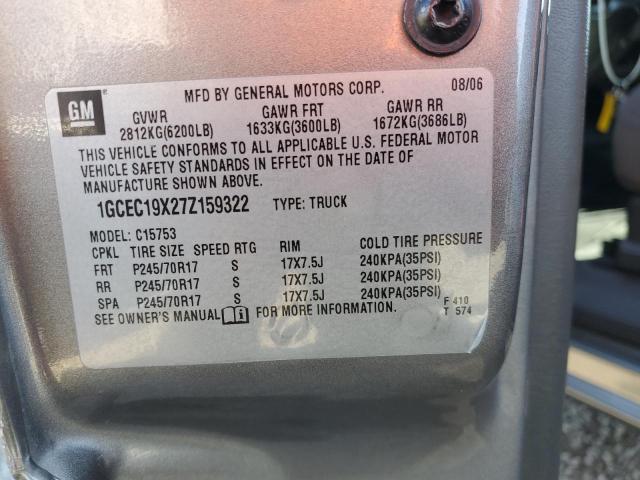 GM
MFD BY GENERAL MOTORS CORP. 08/06
GVWR GAWR FRT GAWR RR
2812KG(6200LB) 1633KG(3600LB) 1672KG(3686LB)
THIS VEHICLE CONFORMS TO ALL APPLICABLE U.S. FEDERAL MOTOR
VEHICLE SAFETY STANDARDS IN EFFECT ON THE DATE OF
MANUFACTURE SHOWN ABOVE.
1GCEC19X27Z159322 TYPE: TRUCK
MODEL: C15753
CPKL TIRE SIZE SPEED RTG RIM COLD TIRE PRESSURE
FRT P245/70R17 S 17X7.5J 240KPA(35PSI)
RR P245/70R17 S 17X7.5J 240KPA(35PSI)
SPA P245/70R17 S 17X7.5J 240KPA(35PSI)
SEE OWNER'S MANUAL FOR MORE INFORMATION.
F 410
T 574